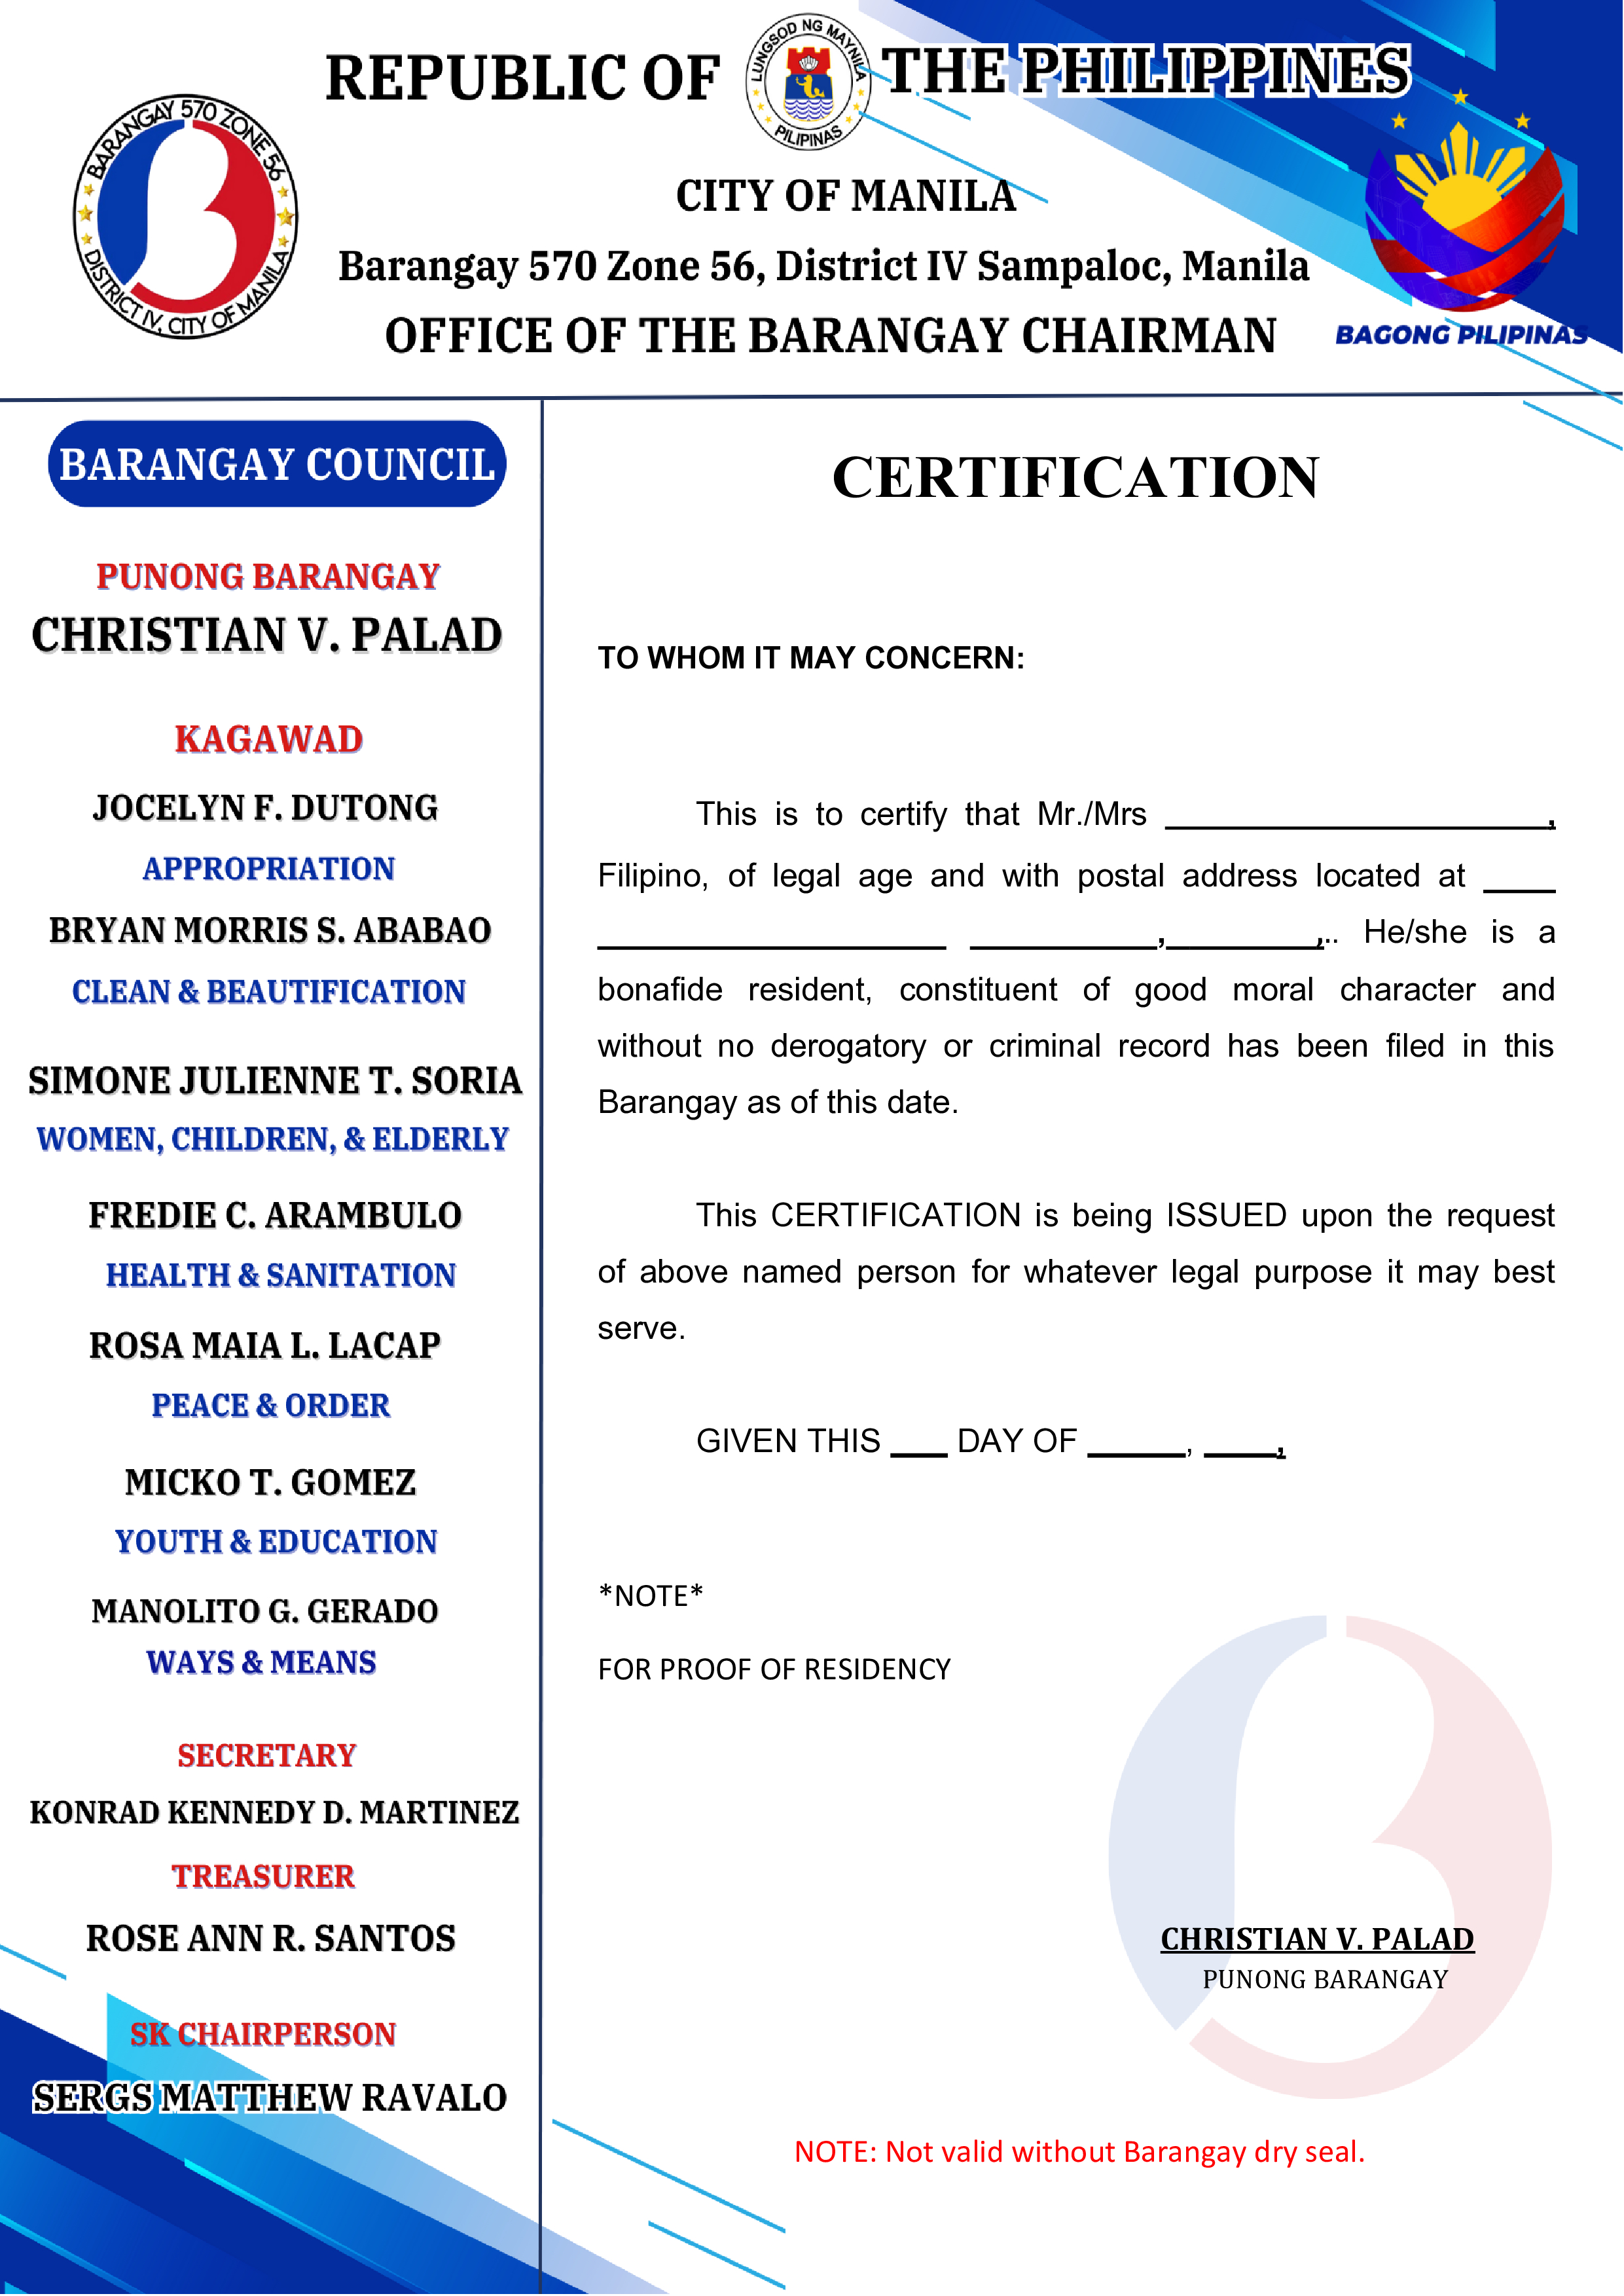 REPUBLIC OF THE PHILIPPINES
LUNGSOD NG MAYNILA
PILIPINAS
BARANGAY 570 ZONE 56
DISTRICT IV, CITY OF MANILA
CITY OF MANILA
Barangay 570 Zone 56, District IV Sampaloc, Manila
OFFICE OF THE BARANGAY CHAIRMAN
BAGONG PILIPINAS
BARANGAY COUNCIL
PUNONG BARANGAY
CHRISTIAN V. PALAD
KAGAWAD
JOCELYN F. DUTONG
APPROPRIATION
BRYAN MORRIS S. ABABAO
CLEAN & BEAUTIFICATION
SIMONE JULIENNE T. SORIA
WOMEN, CHILDREN, & ELDERLY
FREDIE C. ARAMBULO
HEALTH & SANITATION
ROSA MAIA L. LACAP
PEACE & ORDER
MICKO T. GOMEZ
YOUTH & EDUCATION
MANOLITO G. GERADO
WAYS & MEANS
SECRETARY
KONRAD KENNEDY D. MARTINEZ
TREASURER
ROSE ANN R. SANTOS
SK CHAIRPERSON
SERGS MATTHEW RAVALO
CERTIFICATION
TO WHOM IT MAY CONCERN:
This is to certify that Mr./Mrs ____________________,
Filipino, of legal age and with postal address located at ____
___________________ __________,________,.. He/she is a
bonafide resident, constituent of good moral character and
without no derogatory or criminal record has been filed in this
Barangay as of this date.
This CERTIFICATION is being ISSUED upon the request
of above named person for whatever legal purpose it may best
serve.
GIVEN THIS ___ DAY OF _____, ____,
*NOTE*
FOR PROOF OF RESIDENCY
CHRISTIAN V. PALAD
PUNONG BARANGAY
NOTE: Not valid without Barangay dry seal.